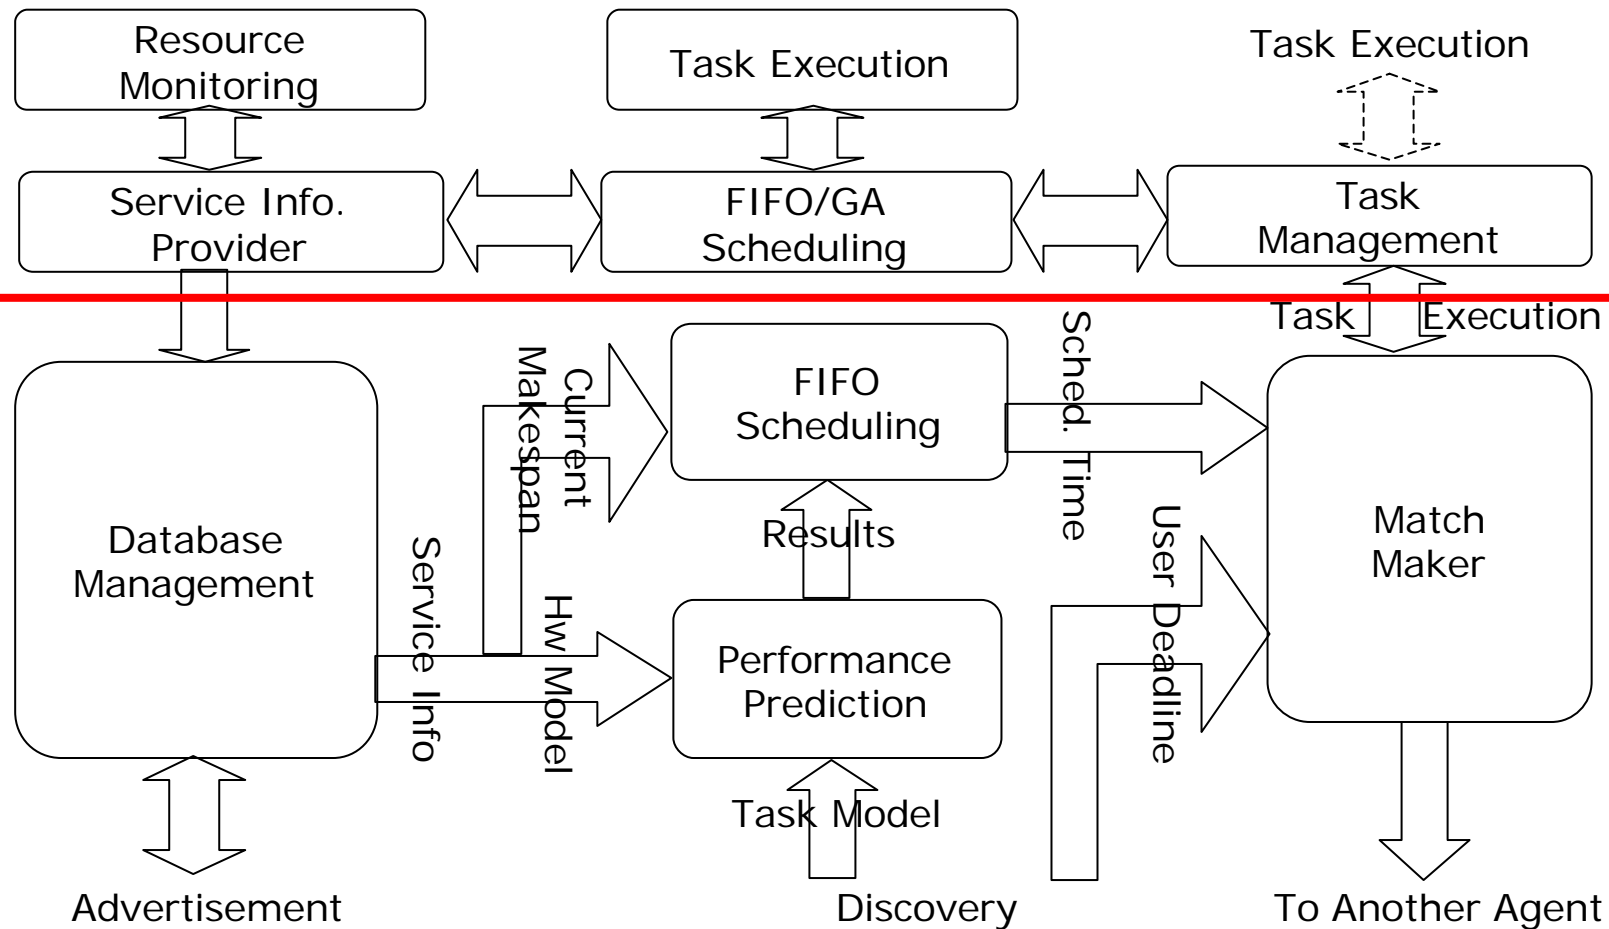 Resource
Monitoring
Task Execution
Task Execution
Service Info.
Provider
FIFO/GA
Scheduling
Task
Management
Task Execution
Database
Management
Service Info
Current
Makespan
Hw Model
FIFO
Scheduling
Results
Performance
Prediction
Task Model
Sched. Time
User Deadline
Match
Maker
Advertisement
Discovery
To Another Agent